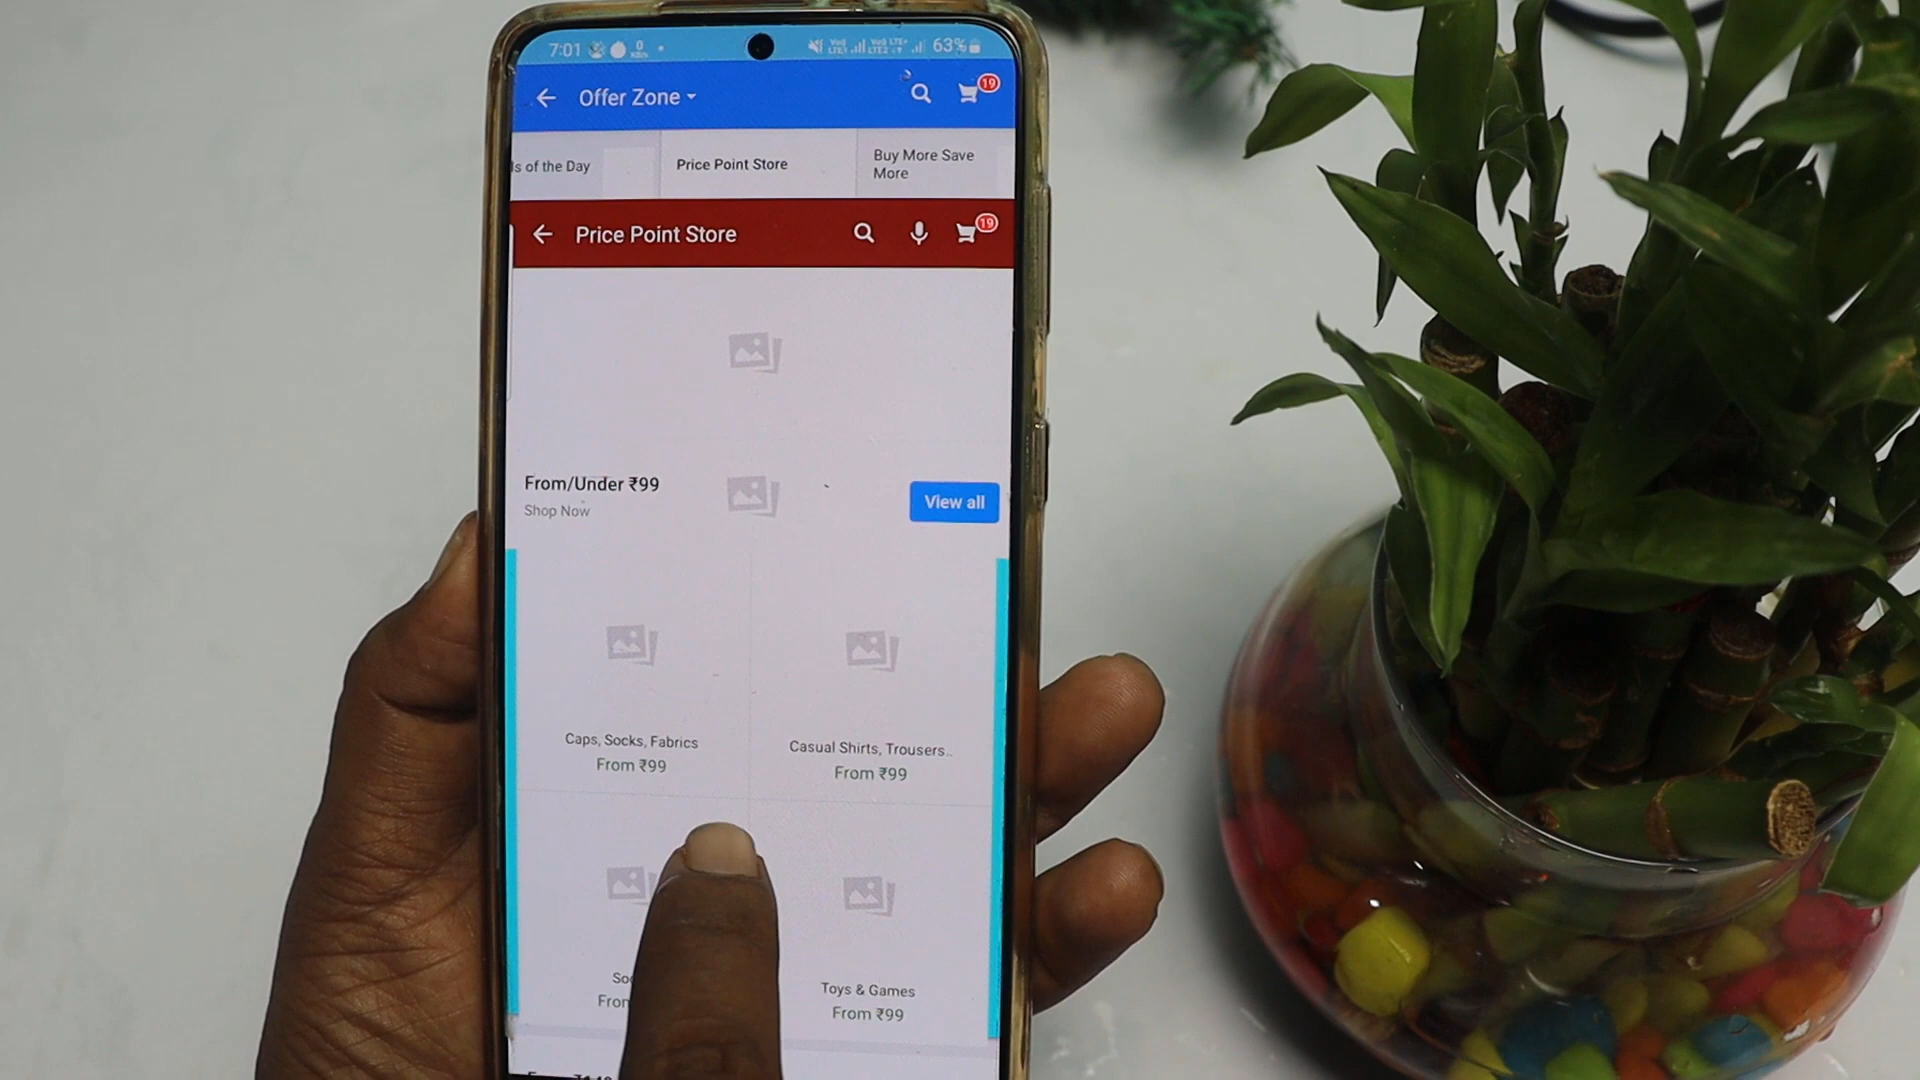 7:01
63%
Offer Zone
19
ls of the Day
Price Point Store
Buy More Save
More
Price Point Store
19
From/Under ₹99
Shop Now
View all
Caps, Socks, Fabrics
From ₹99
Casual Shirts, Trousers..
From ₹99
Toys & Games
From ₹99